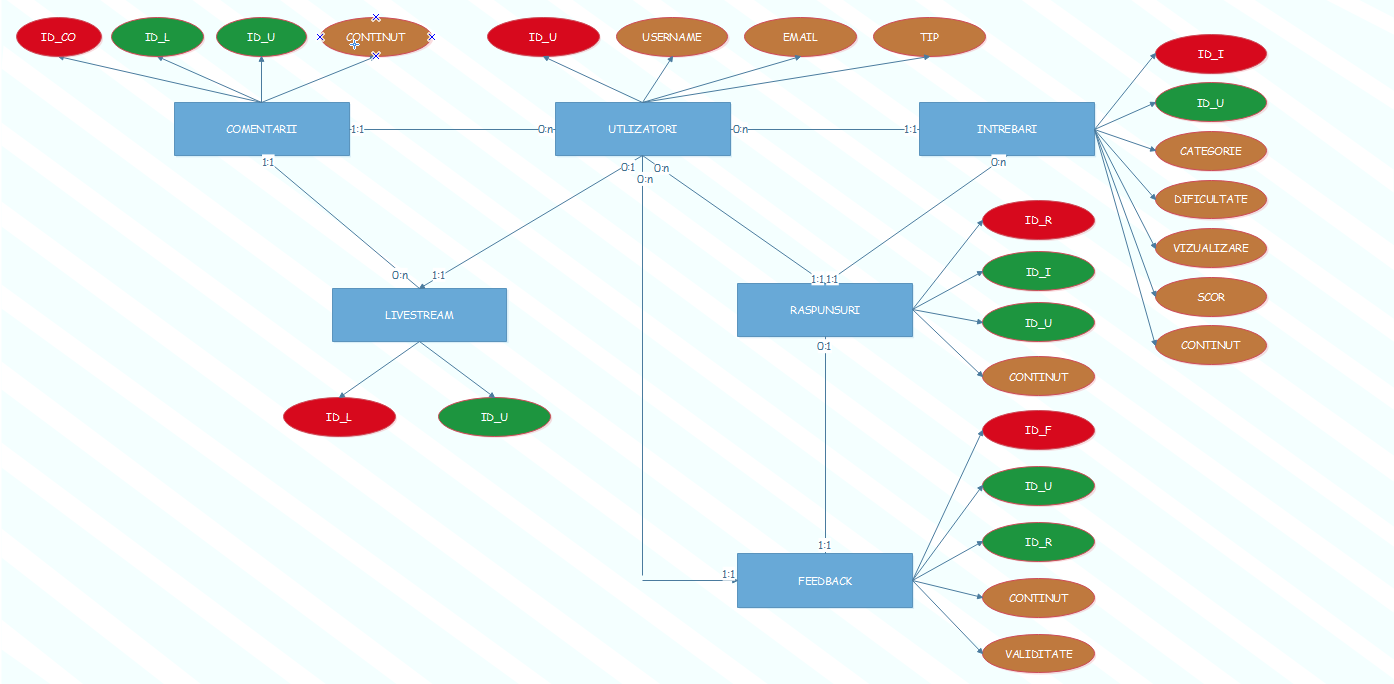 ID_CO
ID_L
ID_U
CONTINUT
ID_U
USERNAME
EMAIL
TIP
COMENTARII
1:1
0:n
UTLIZATORI
0:n
1:1
INTREBARI
ID_I
ID_U
CATEGORIE
DIFICULTATE
VIZUALIZARE
SCOR
CONTINUT
1:1
0:1
0:n
0:n
0:n
0:n
1:1
1:1
1:1
LIVESTREAM
ID_L
ID_U
RASPUNSURI
ID_R
ID_I
ID_U
CONTINUT
0:1
1:1
1:1
FEEDBACK
ID_F
ID_U
ID_R
CONTINUT
VALIDITATE